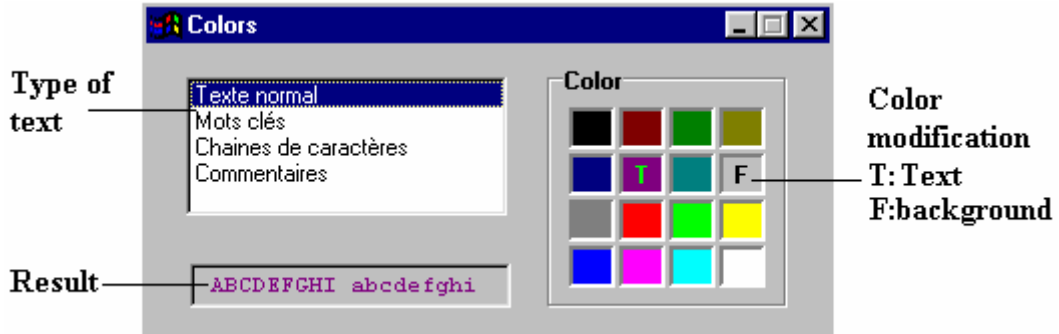 Colors
Type of
text
Texte normal
Mots clés
Chaines de caractères
Commentaires
Color
T
F
Color
modification
T: Text
F:background
Result
ABCDEFGHI abcdefghi